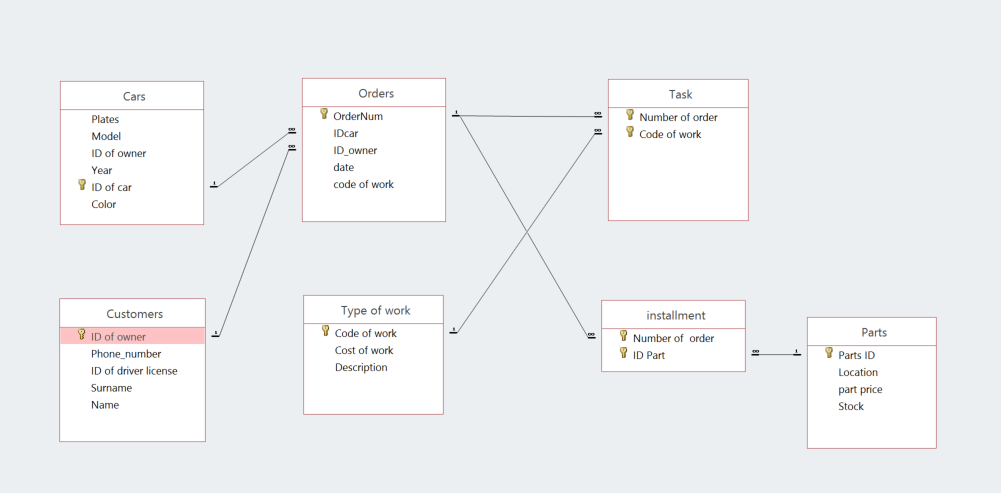 Cars
Plates
Model
ID of owner
Year
ID of car
Color
Orders
OrderNum
IDcar
ID_owner
date
code of work
Task
Number of order
Code of work
Customers
ID of owner
Phone_number
ID of driver license
Surname
Name
Type of work
Code of work
Cost of work
Description
installment
Number of  order
ID Part
Parts
Parts ID
Location
part price
Stock
1
∞
1
∞
1
∞
∞
1
∞
∞
1